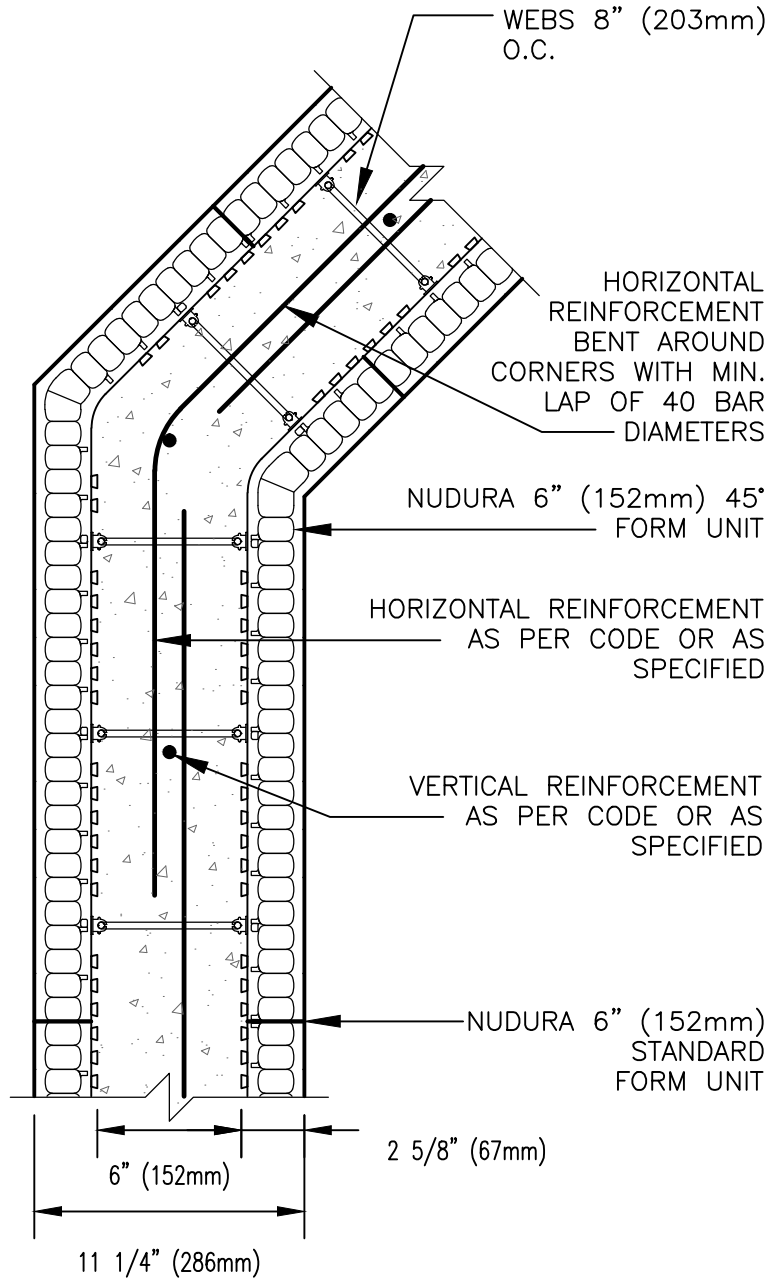 WEBS 8” (203mm)
O.C.
HORIZONTAL
REINFORCEMENT
BENT AROUND
CORNERS WITH MIN.
LAP OF 40 BAR
DIAMETERS
NUDURA 6” (152mm) 45°
FORM UNIT
HORIZONTAL REINFORCEMENT
AS PER CODE OR AS
SPECIFIED
VERTICAL REINFORCEMENT
AS PER CODE OR AS
SPECIFIED
NUDURA 6” (152mm)
STANDARD
FORM UNIT
2 5/8” (67mm)
6” (152mm)
11 1/4” (286mm)